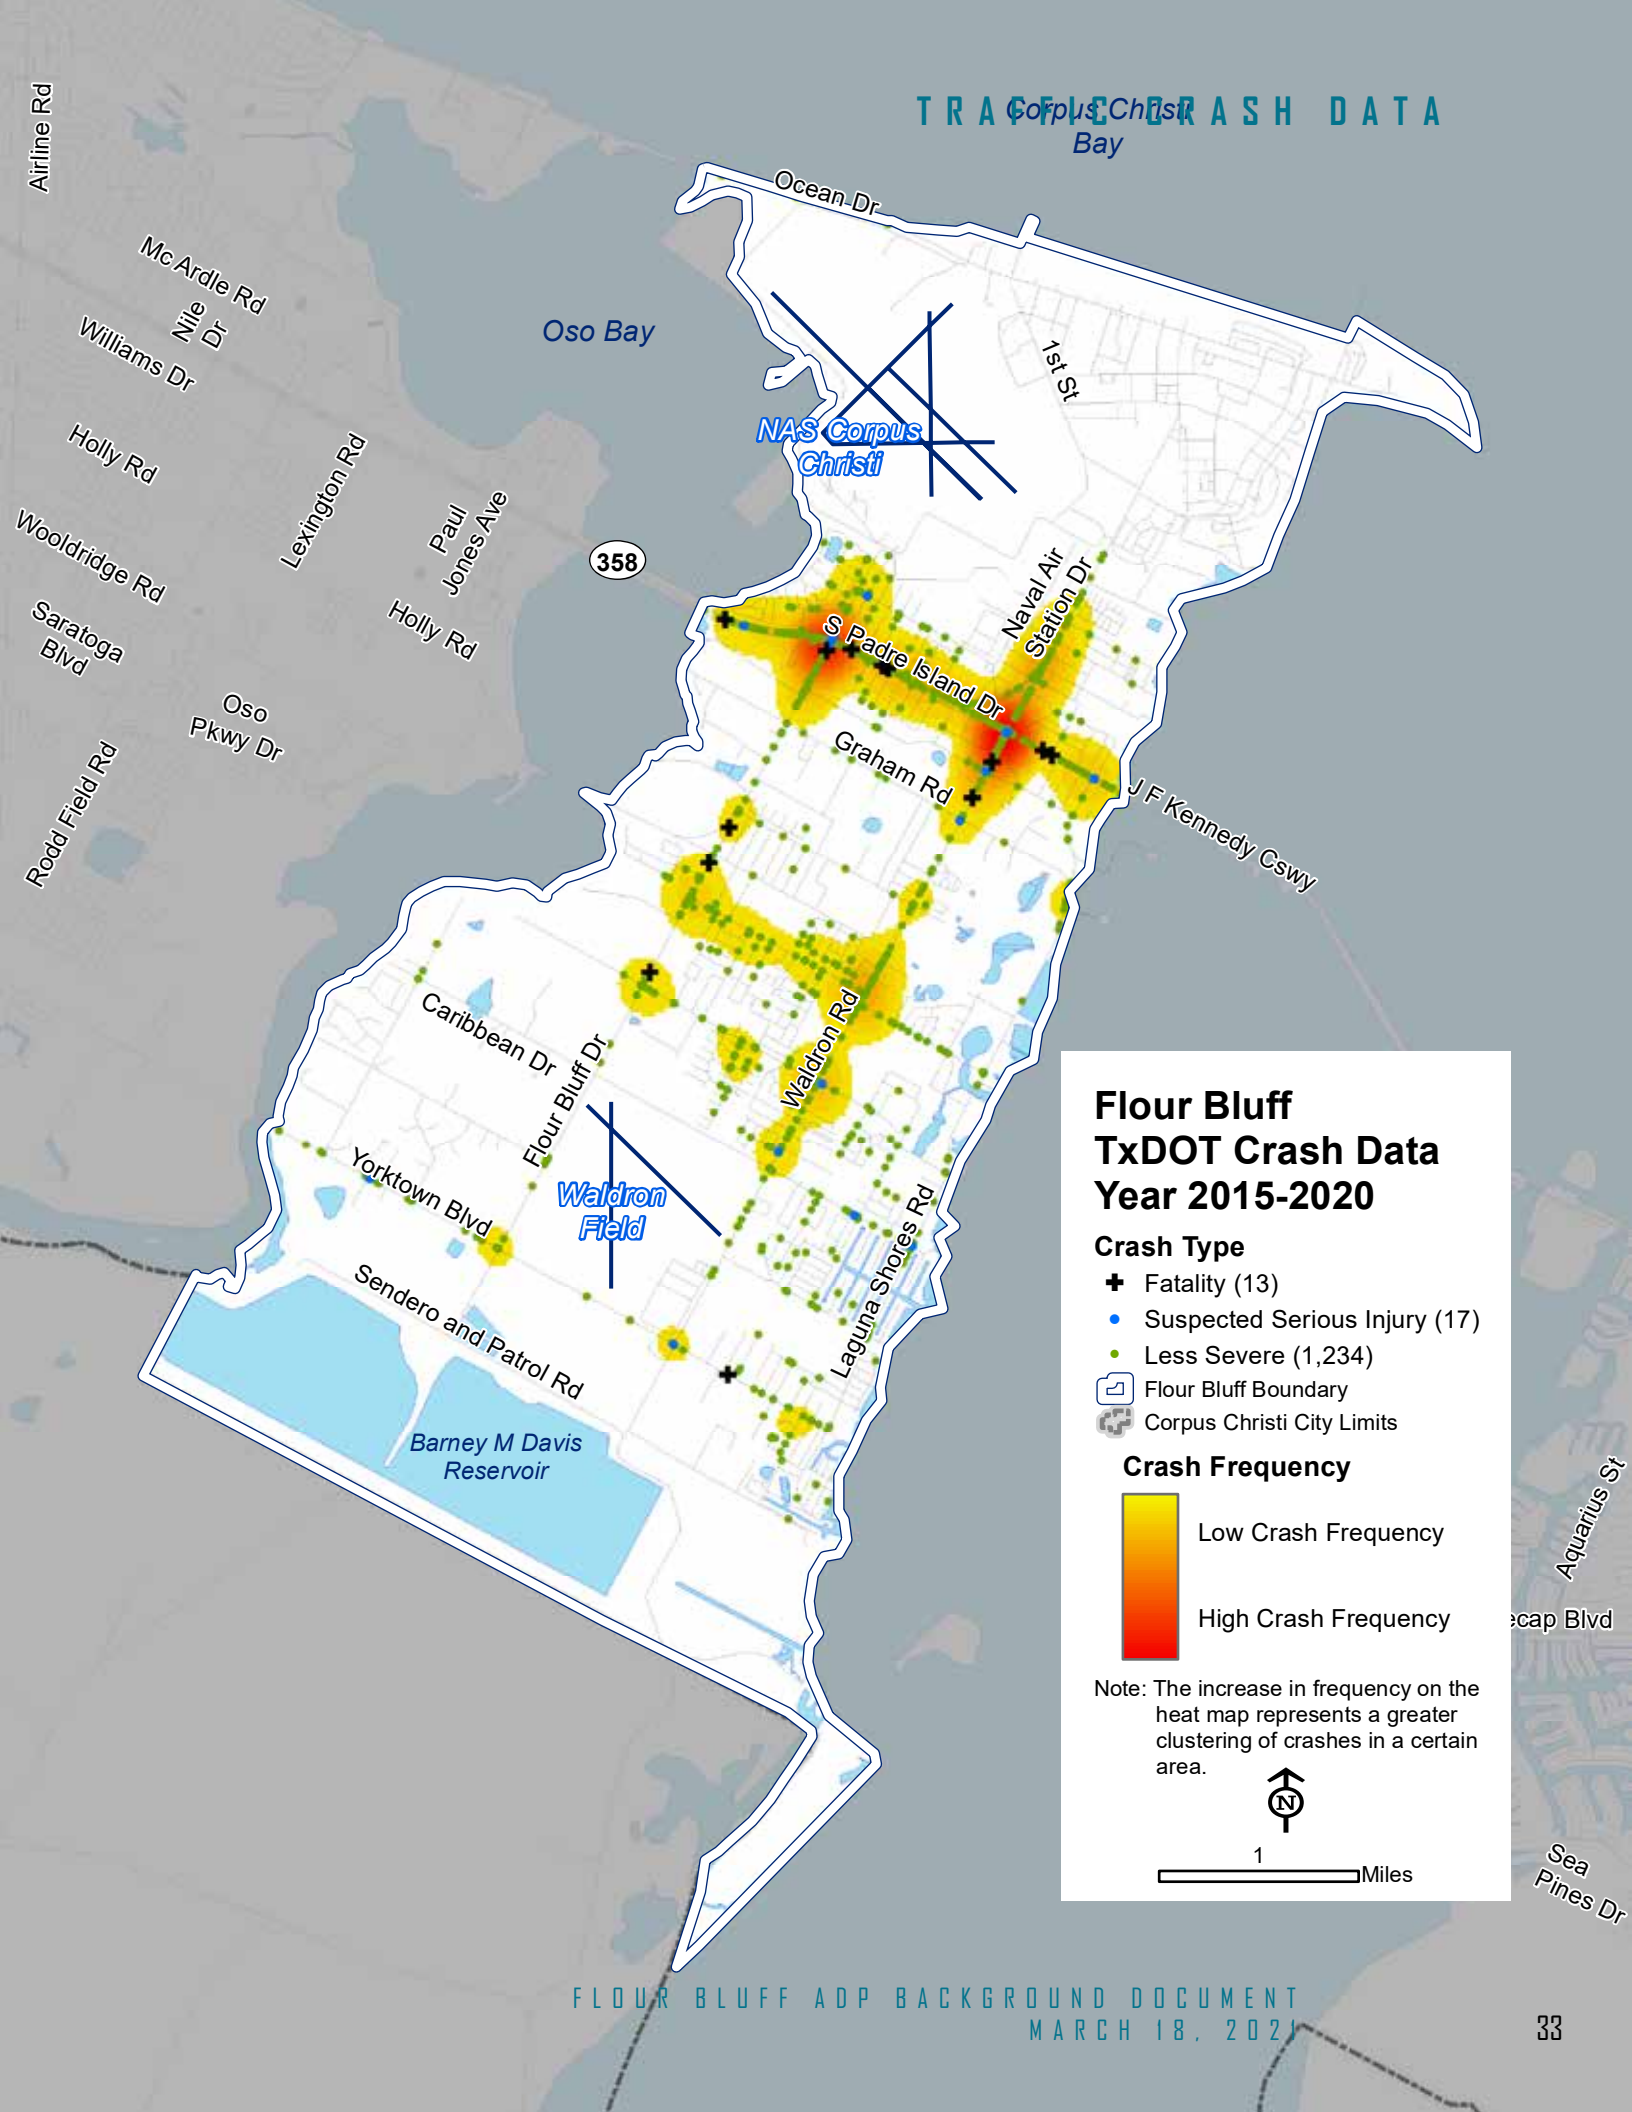 TRAFFIC CRASH DATA
Corpus Christi
Bay
Airline Rd
Ocean Dr
Mc Ardle Rd
Nile
Dr
Williams Dr
Oso Bay
1st St
NAS Corpus
Christi
Holly Rd
Lexington Rd
Paul
Jones Ave
Wooldridge Rd
358
Naval Air
Station Dr
Saratoga
Blvd
Holly Rd
S Padre Island Dr
Oso
Pkwy Dr
Graham Rd
Rodd Field Rd
J F Kennedy Cswy
Caribbean Dr
Waldron Rd
Flour Bluff Dr
Yorktown Blvd
Waldron
Field
Laguna Shores Rd
Sendero and Patrol Rd
Barney M Davis
Reservoir
Flour Bluff
TxDOT Crash Data
Year 2015-2020
Crash Type
Fatality (13)
Suspected Serious Injury (17)
Less Severe (1,234)
Flour Bluff Boundary
Corpus Christi City Limits
Crash Frequency
Low Crash Frequency
High Crash Frequency
Note: The increase in frequency on the
heat map represents a greater
clustering of crashes in a certain
area.
N
1
Miles
Aquarius St
ecap Blvd
Sea
Pines Dr
FLOUR BLUFF ADP BACKGROUND DOCUMENT
MARCH 18, 2021
33